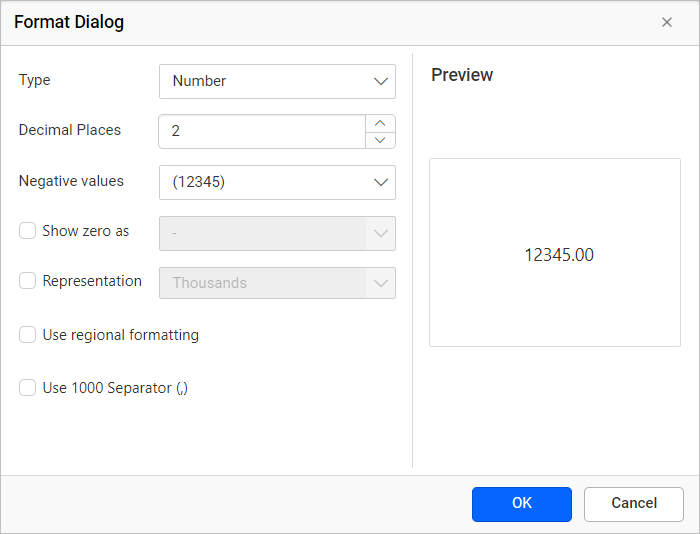 Format Dialog
Type
Number
Preview
Decimal Places
2
Negative values
(12345)
Show zero as
-
12345.00
Representation
Thousands
Use regional formatting
Use 1000 Separator (,)
OK
Cancel